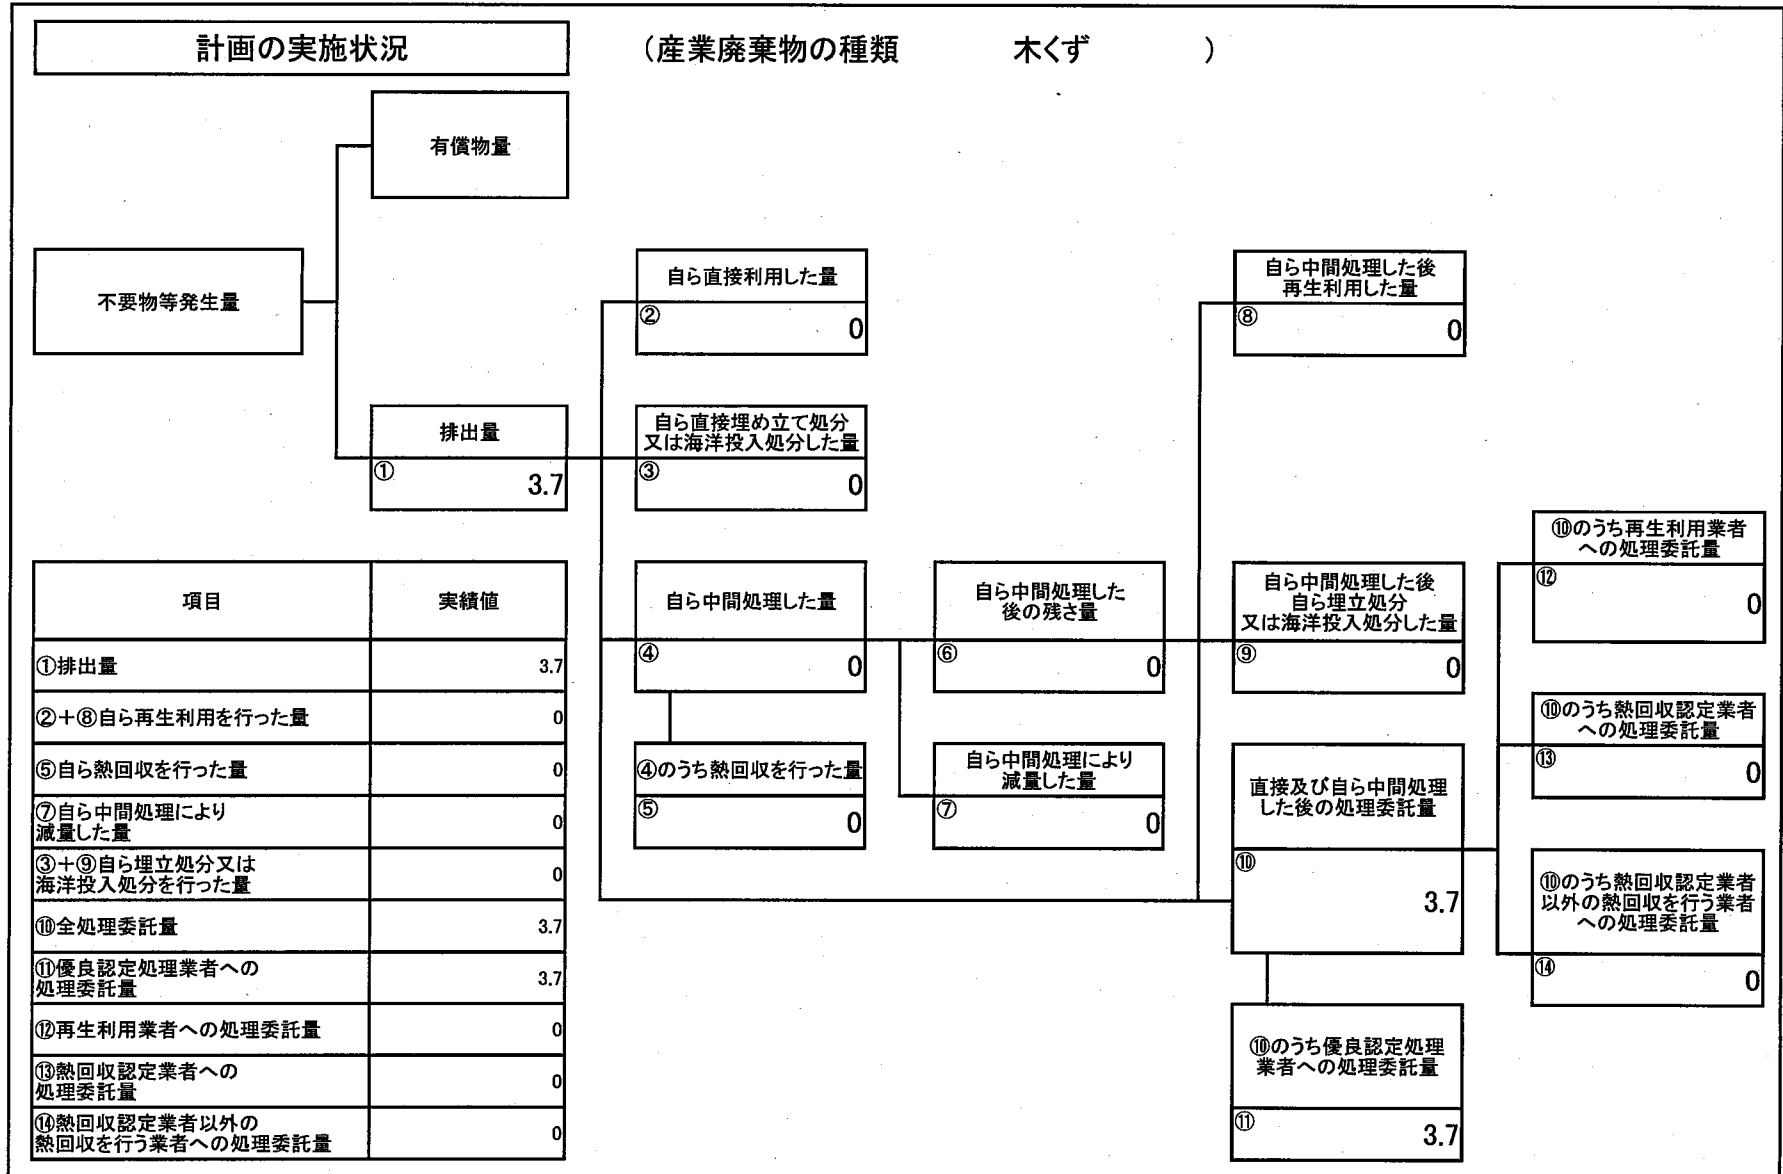 計画の実施状況
（産業廃棄物の種類　木くず　）
有償物量
不要物等発生量
排出量
① 3.7
自ら直接利用した量
② 0
自ら直接埋め立て処分
又は海洋投入処分した量
③ 0
自ら中間処理した量
④ 0
④のうち熱回収を行った量
⑤ 0
自ら中間処理した
後の残さ量
⑥ 0
自ら中間処理により
減量した量
⑦ 0
自ら中間処理した後
再生利用した量
⑧ 0
自ら中間処理した後
自ら埋立処分
又は海洋投入処分した量
⑨ 0
直接及び自ら中間処理
した後の処理委託量
⑩
3.7
⑩のうち優良認定処理
業者への処理委託量
⑪ 3.7
⑩のうち再生利用業者
への処理委託量
⑫
0
⑩のうち熱回収認定業者
への処理委託量
⑬ 0
⑩のうち熱回収認定業者
以外の熱回収を行う業者
への処理委託量
⑭ 0
項目 実績値
①排出量 3.7
②＋⑧自ら再生利用を行った量 0
⑤自ら熱回収を行った量 0
⑦自ら中間処理により
減量した量 0
③＋⑨自ら埋立処分又は
海洋投入処分を行った量 0
⑩全処理委託量 3.7
⑪優良認定処理業者への
処理委託量 3.7
⑫再生利用業者への処理委託量 0
⑬熱回収認定業者への
処理委託量 0
⑭熱回収認定業者以外の
熱回収を行う業者への処理委託量 0